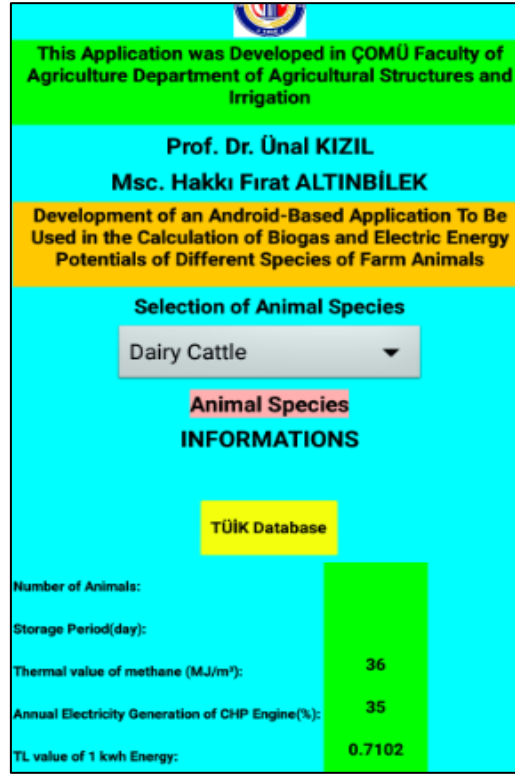 This Application was Developed in ÇOMÜ Faculty of
Agriculture Department of Agricultural Structures and
Irrigation
Prof. Dr. Ünal KIZIL
Msc. Hakkı Fırat ALTINBİLEK
Development of an Android-Based Application To Be
Used in the Calculation of Biogas and Electric Energy
Potentials of Different Species of Farm Animals
Selection of Animal Species
Dairy Cattle
Animal Species
INFORMATIONS
TÜİK Database
Number of Animals:
Storage Period(day):
Thermal value of methane (MJ/m³): 36
Annual Electricity Generation of CHP Engine(%): 35
TL value of 1 kwh Energy: 0.7102